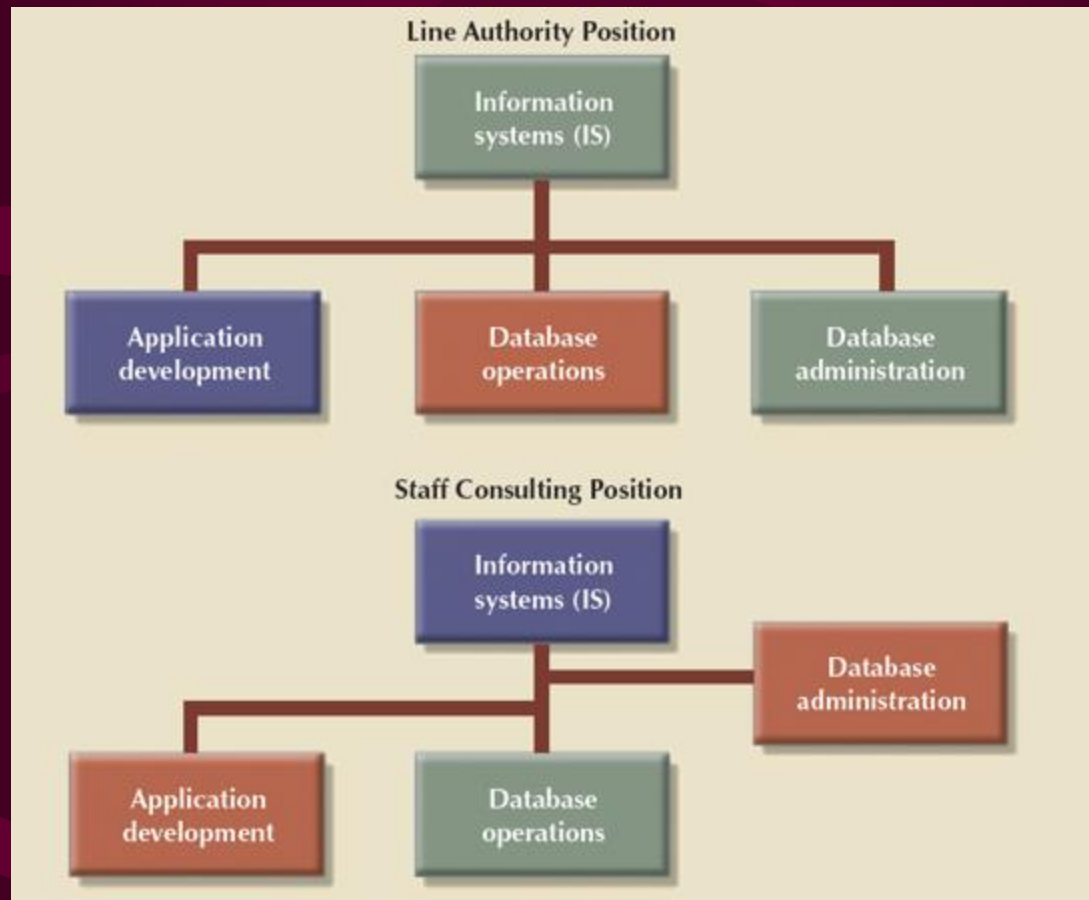 Line Authority Position
Information
systems (IS)
Application
development
Database
operations
Database
administration
Staff Consulting Position
Information
systems (IS)
Database
administration
Application
development
Database
operations